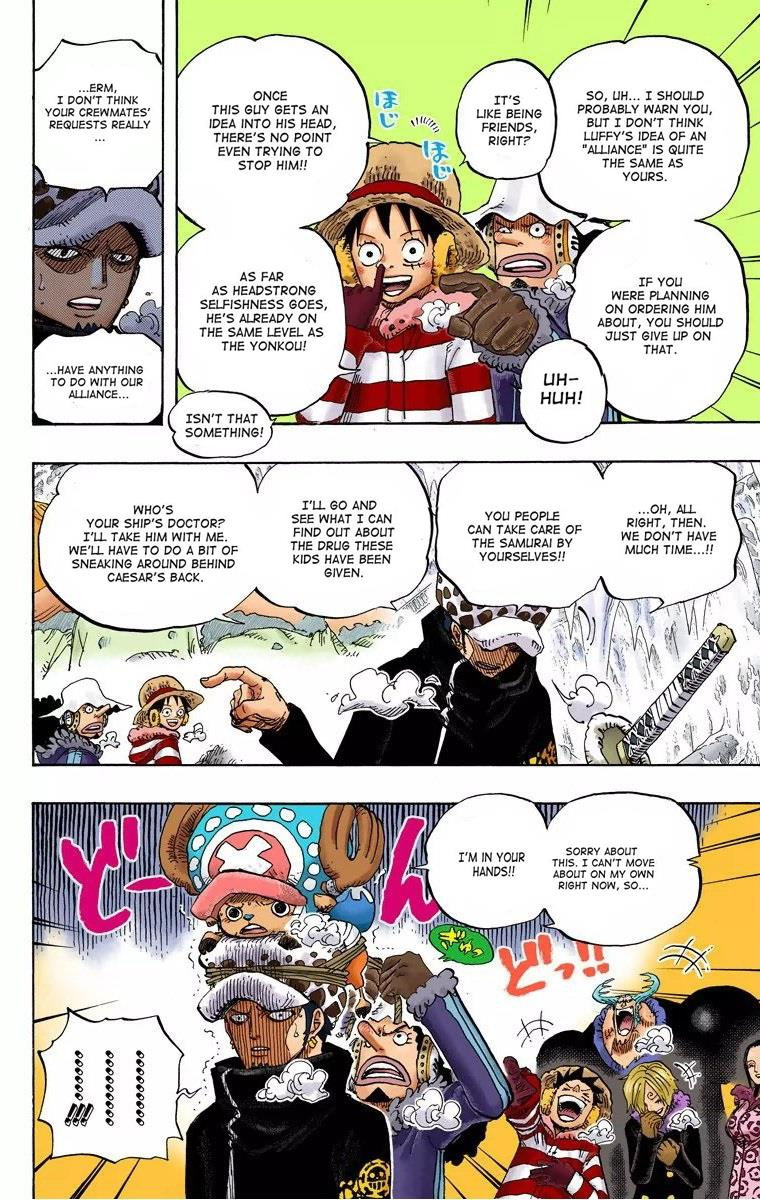 SO, UH... I SHOULD
PROBABLY WARN YOU,
BUT I DON'T THINK
LUFFY'S IDEA OF AN
"ALLIANCE" IS QUITE
THE SAME AS
YOURS.
IT'S
LIKE BEING
FRIENDS,
RIGHT?
IF YOU
WERE PLANNING
ON ORDERING HIM
ABOUT, YOU SHOULD
JUST GIVE UP ON
THAT.
UH-
HUH!
ほじ
ほじ
ONCE
THIS GUY GETS AN
IDEA INTO HIS HEAD,
THERE'S NO POINT
EVEN TRYING TO
STOP HIM!!
AS FAR
AS HEADSTRONG
SELFISHNESS GOES,
HE'S ALREADY ON
THE SAME LEVEL AS
THE YONKOU!
ISN'T THAT
SOMETHING!
...ERM,
I DON'T THINK
YOUR CREWMATES'
REQUESTS REALLY
...
...HAVE ANYTHING
TO DO WITH OUR
ALLIANCE...
...OH, ALL
RIGHT, THEN.
WE DON'T HAVE
MUCH TIME...!!
YOU PEOPLE
CAN TAKE CARE OF
THE SAMURAI BY
YOURSELVES!!
I'LL GO AND
SEE WHAT I CAN
FIND OUT ABOUT
THE DRUG THESE
KIDS HAVE BEEN
GIVEN.
WHO'S
YOUR SHIP'S DOCTOR?
I'LL TAKE HIM WITH ME.
WE'LL HAVE TO DO A BIT OF
SNEAKING AROUND BEHIND
CAESAR'S BACK.
SORRY ABOUT
THIS. I CAN'T MOVE
ABOUT ON MY OWN
RIGHT NOW, SO...
I'M IN YOUR
HANDS!!
どーん
ぎゅっ
どっ!!